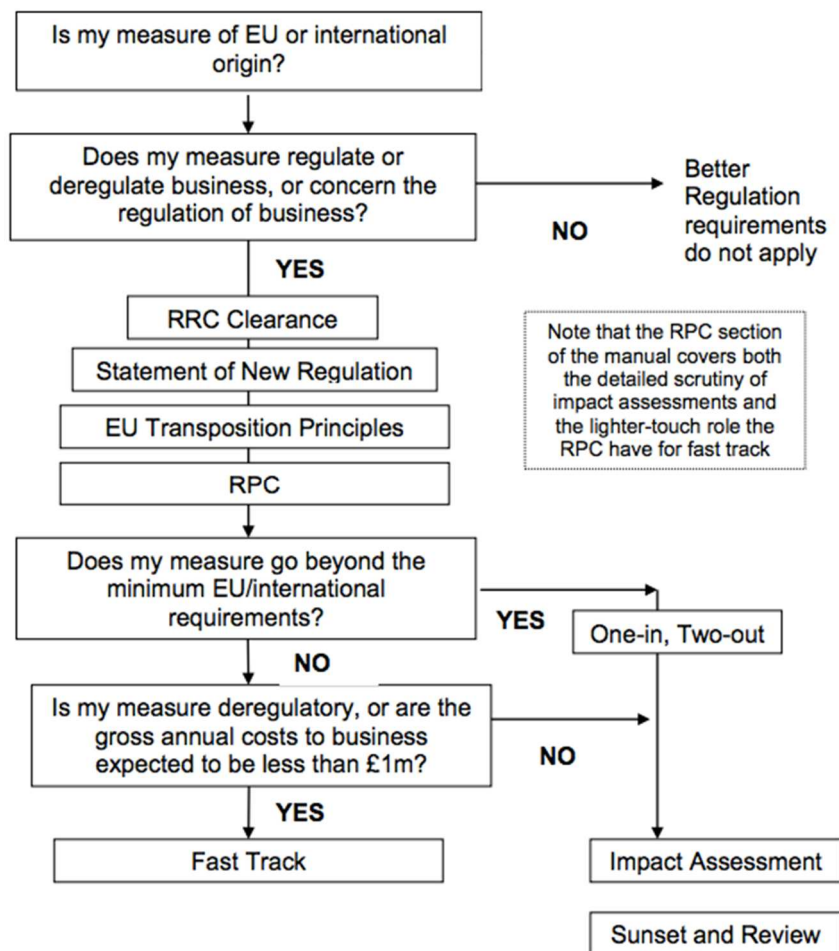 Is my measure of EU or international
origin?
Does my measure regulate or
deregulate business, or concern the
regulation of business?
NO
Better
Regulation
requirements
do not apply
YES
RRC Clearance
Statement of New Regulation
EU Transposition Principles
RPC
Note that the RPC section
of the manual covers both
the detailed scrutiny of
impact assessments and
the lighter-touch role the
RPC have for fast track
Does my measure go beyond the
minimum EU/international
requirements?
YES
One-in, Two-out
NO
Is my measure deregulatory, or are the
gross annual costs to business
expected to be less than £1m?
NO
YES
Fast Track
Impact Assessment
Sunset and Review